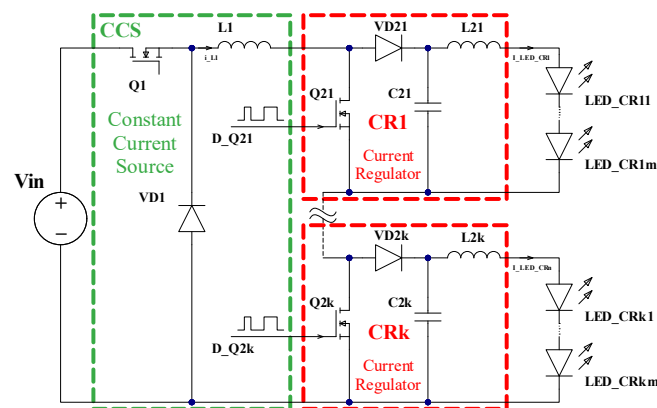 CCS
L1
VD21
L21
i_L1
I_LED_CR1
Q1
Q21
C21
LED_CR11
Constant
Current
Source
D_Q21
CR1
Current
Regulator
LED_CR1m
Vin
VD1
VD2k
L2k
I_LED_CRn
Q2k
C2k
LED_CRk1
D_Q2k
CRk
Current
Regulator
LED_CRkm